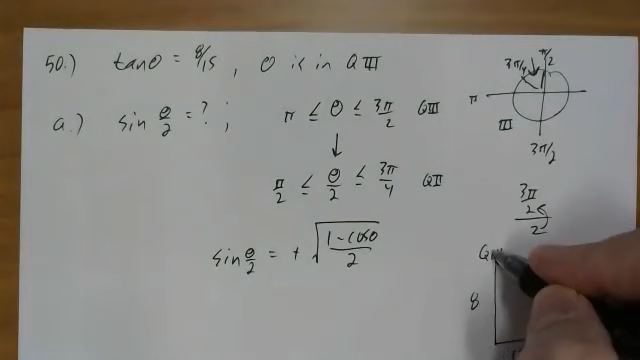 50.) tanθ = 8/15 , θ is in QIII
a.) sin θ/2 = ? ; π ≤ θ ≤ 3π/2 QIII
π/2 ≤ θ/2 ≤ 3π/4 QII
sin θ/2 = + √((1-cosθ)/2)
π/2
3π/4
π
III
3π/2
3π/2
2
8